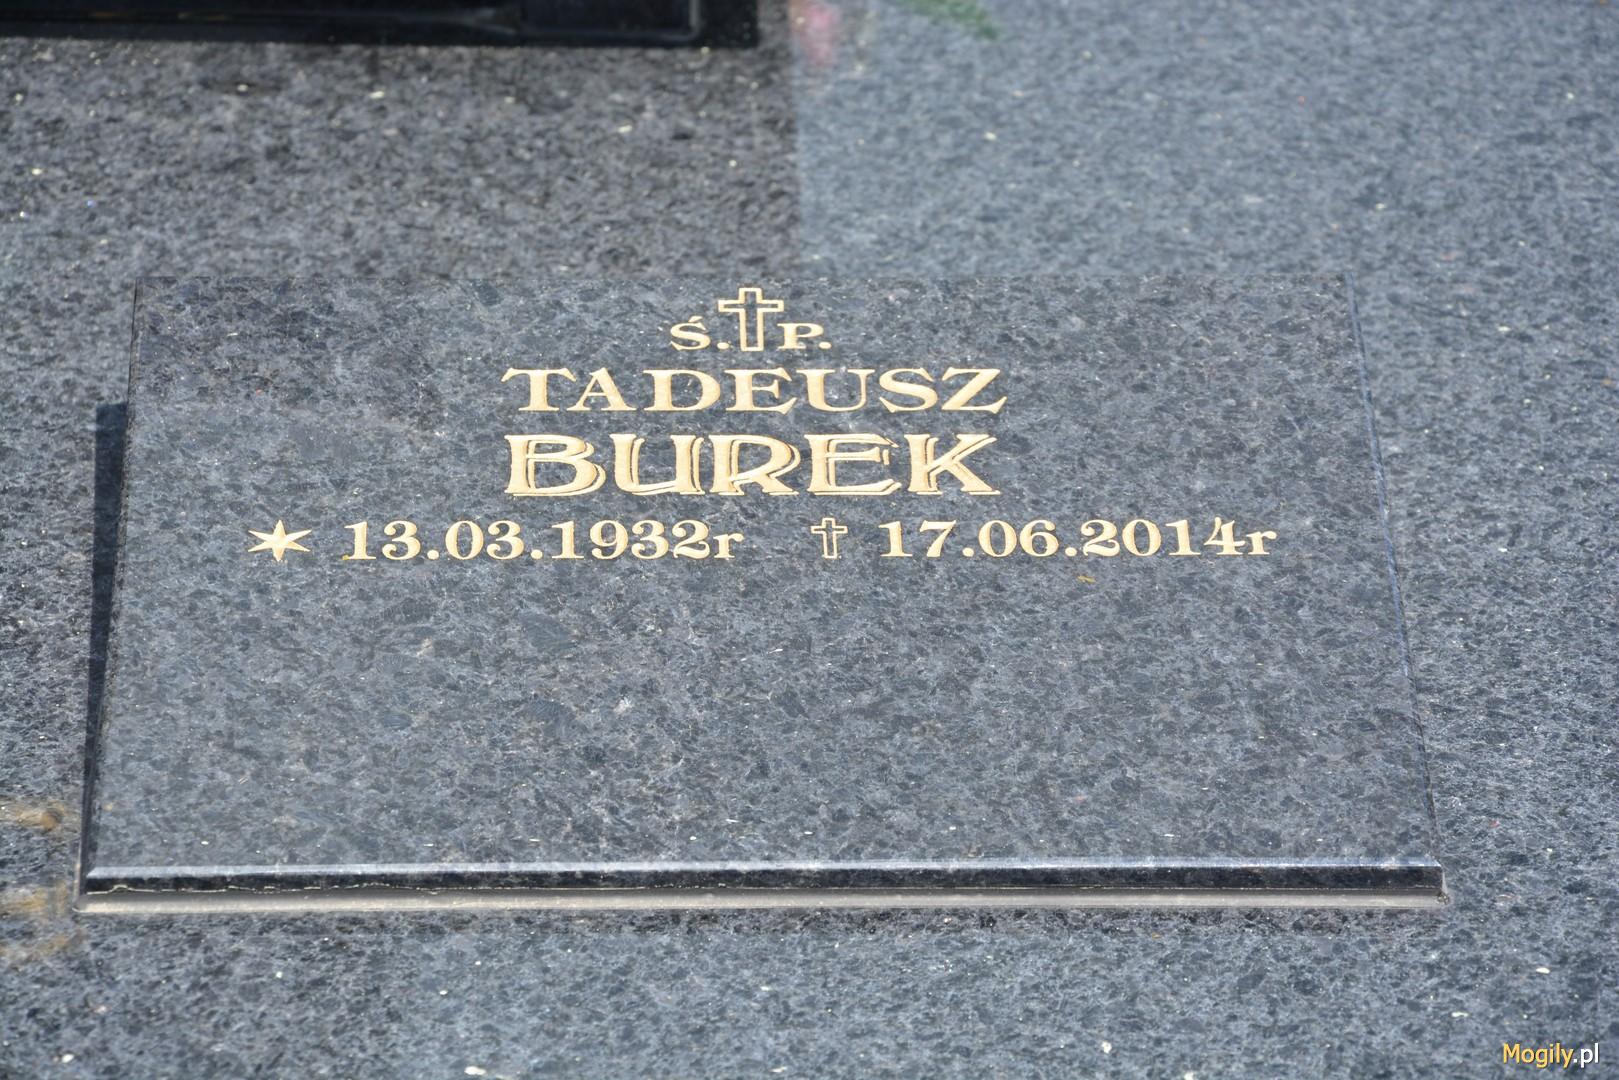 Ś. P.
TADEUSZ
BUREK
13.03.1932r 17.06.2014r
Mogily.pl